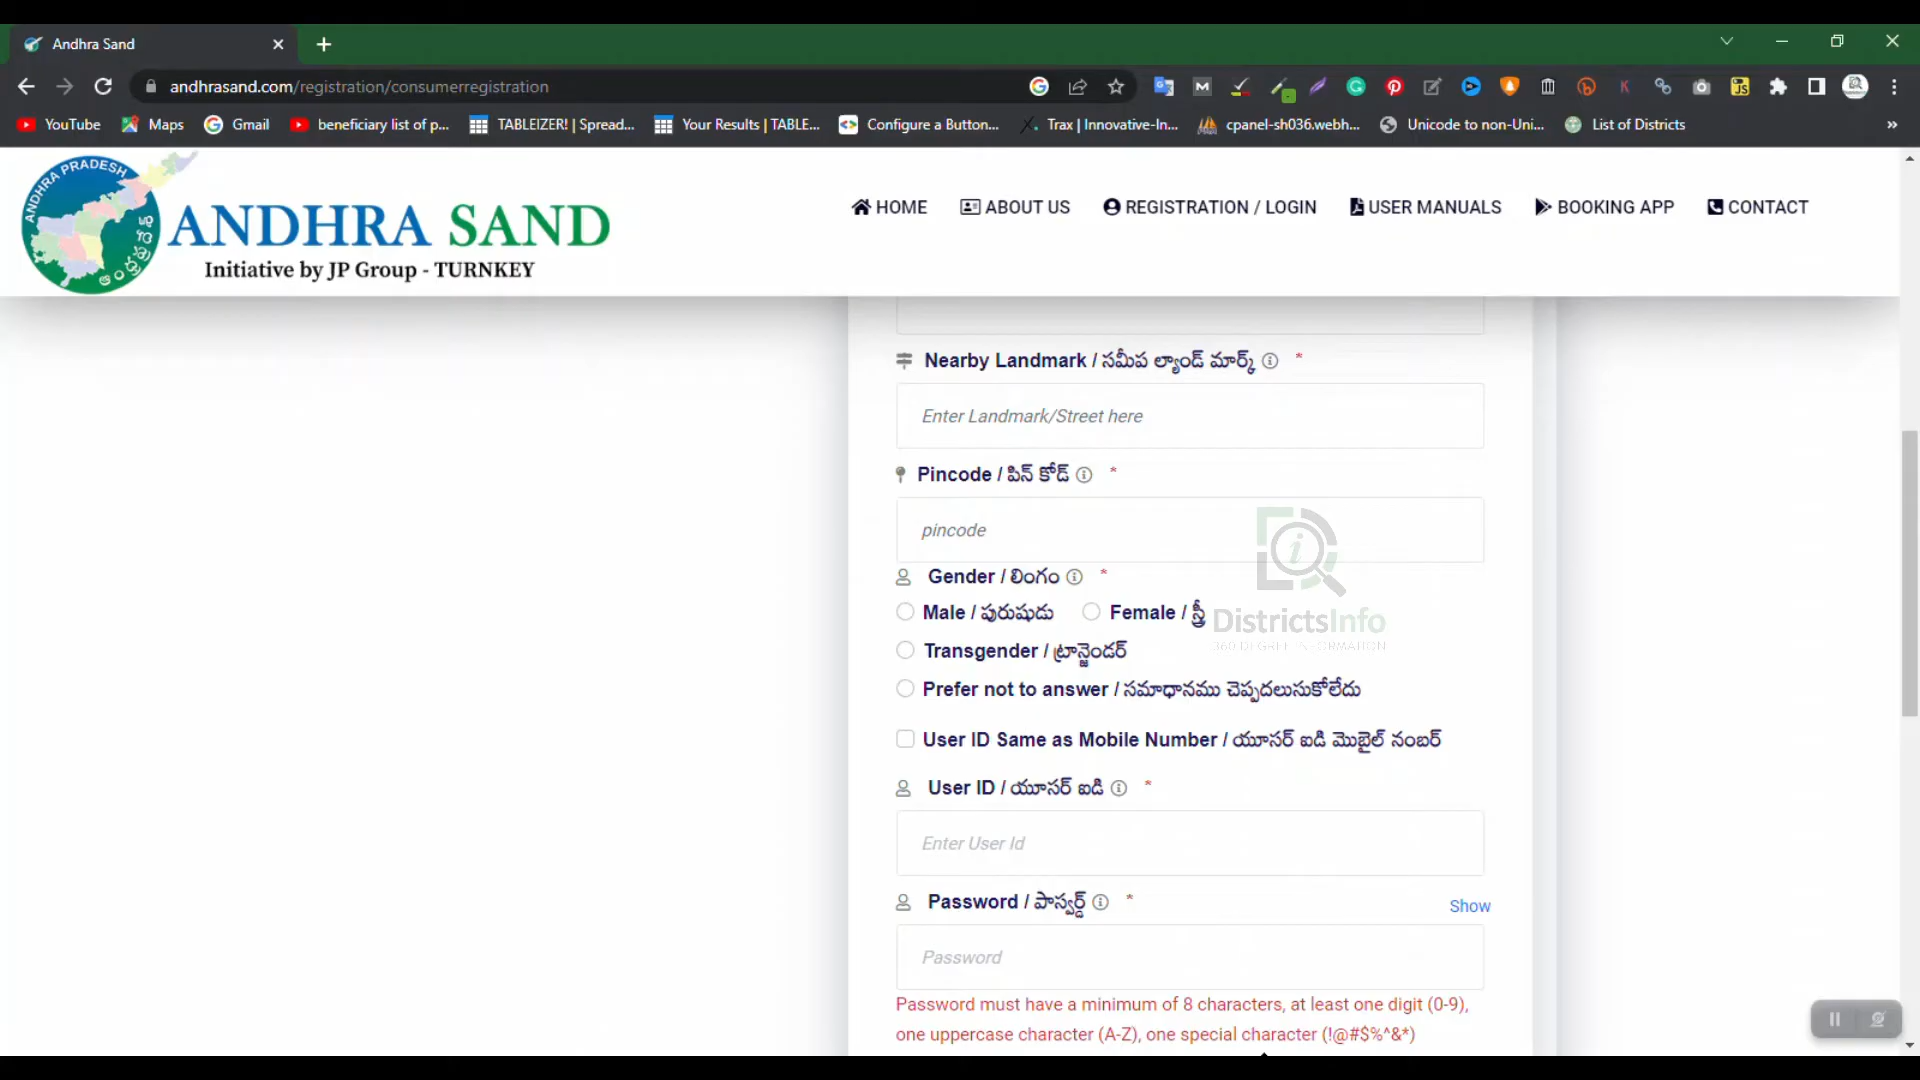 Andhra Sand
andhrasand.com/registration/consumerregistration
YouTube Maps Gmail beneficiary list of p... TABLEIZER! | Spread... Your Results | TABLE... Configure a Button... Trax | Innovative-In... cpanel-sh036.webh... Unicode to non-Uni... List of Districts »
ANDHRA PRADESH
ఆంధ్రప్రదేశ్
ANDHRA SAND
Initiative by JP Group - TURNKEY
HOME ABOUT US REGISTRATION / LOGIN USER MANUALS BOOKING APP CONTACT
Nearby Landmark / సమీప ల్యాండ్ మార్క్ *
Enter Landmark/Street here
Pincode / పిన్ కోడ్ *
pincode
Gender / లింగం *
Male / పురుషుడు Female / స్త్రీ
Transgender / ట్రాన్జెండర్
Prefer not to answer / సమాధానము చెప్పదలుసుకోలేదు
DistrictsInfo
360 DEGREE INFORMATION
User ID Same as Mobile Number / యూసర్ ఐడి మొబైల్ నంబర్
User ID / యూసర్ ఐడి *
Enter User Id
Password / పాస్వర్డ్ *
Show
Password
Password must have a minimum of 8 characters, at least one digit (0-9),
one uppercase character (A-Z), one special character (!@#$%^&*)